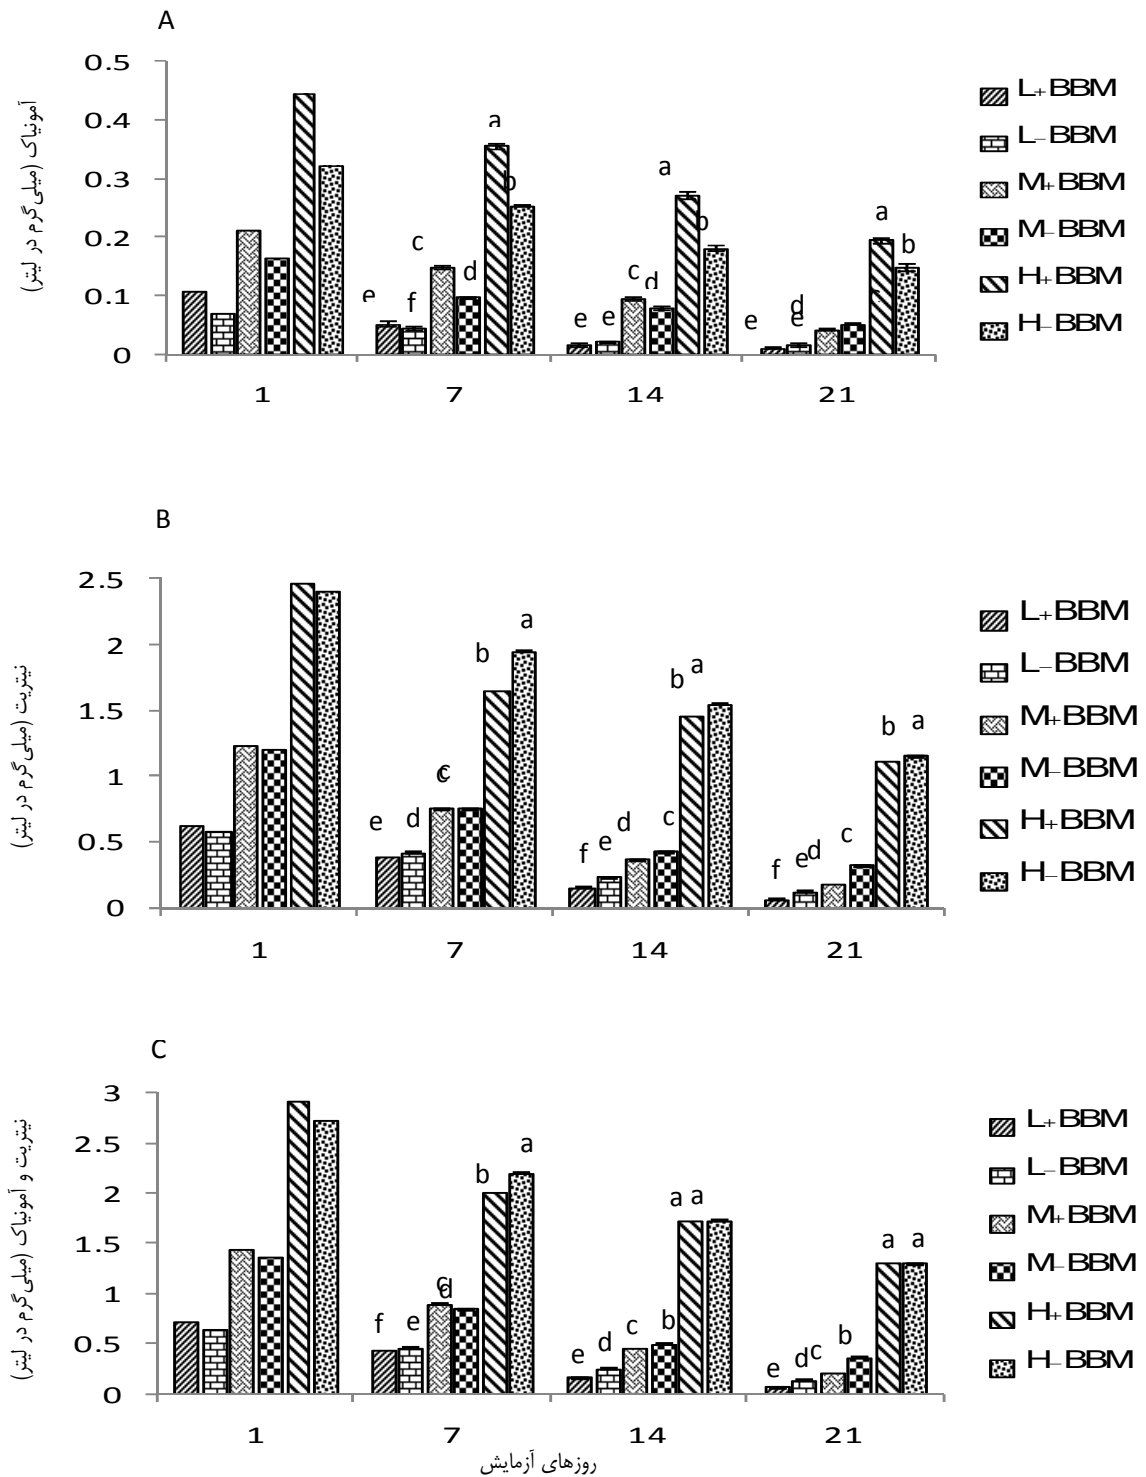 A
آمونیاک (میلی‌گرم در لیتر)
0.5
0.4
0.3
0.2
0.1
0
e f c d a b
e e c d a b
e e d c a b
1 7 14 21
L+BBM
L-BBM
M+BBM
M-BBM
H+BBM
H-BBM
B
نیتریت (میلی‌گرم در لیتر)
2.5
2
1.5
1
0.5
0
e d c c b a
f e d c b a
f e d c b a
1 7 14 21
L+BBM
L-BBM
M+BBM
M-BBM
H+BBM
H-BBM
C
نیتریت و آمونیاک (میلی‌گرم در لیتر)
3
2.5
2
1.5
1
0.5
0
f e c d b a
e d c b a a
e d c b a a
1 7 14 21
روزهای آزمایش
L+BBM
L-BBM
M+BBM
M-BBM
H+BBM
H-BBM